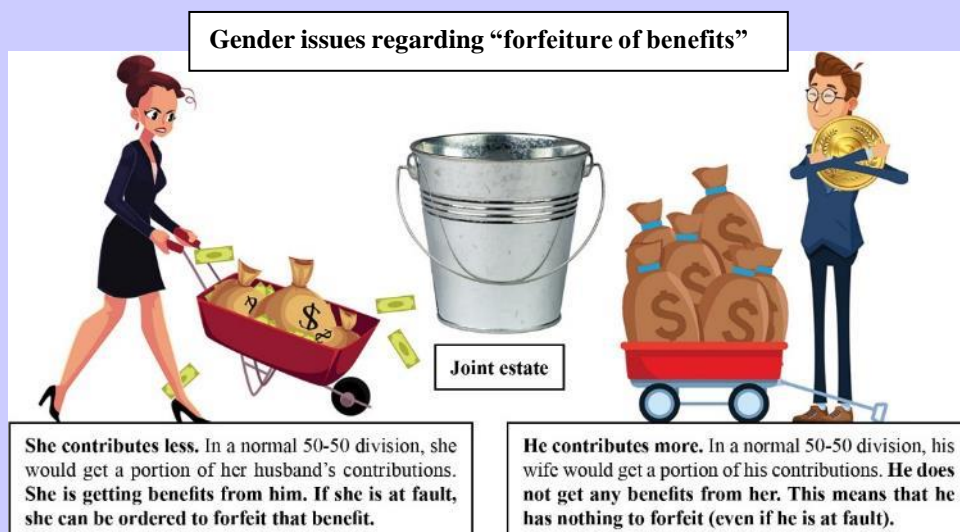 Gender issues regarding “forfeiture of benefits”
$
$
$
$
$
$
Joint estate
She contributes less. In a normal 50-50 division, she
would get a portion of her husband’s contributions.
She is getting benefits from him. If she is at fault,
she can be ordered to forfeit that benefit.
He contributes more. In a normal 50-50 division, his
wife would get a portion of his contributions. He does
not get any benefits from her. This means that he
has nothing to forfeit (even if he is at fault).